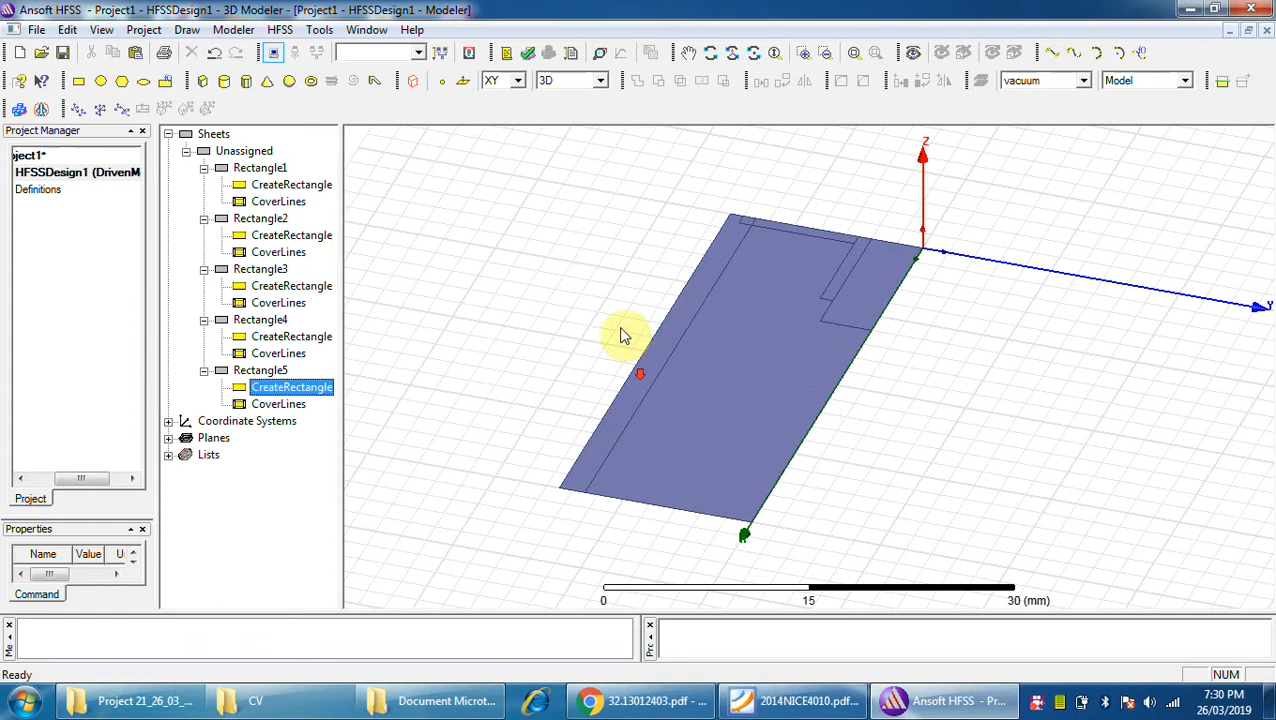 Ansoft HFSS - Project1 - HFSSDesign1 - 3D Modeler - [Project1 - HFSSDesign1 - Modeler]
File Edit View Project Draw Modeler HFSS Tools Window Help
XY 3D vacuum Model
Project Manager
ject1*
HFSSDesign1 (DrivenM
Definitions
Project
Properties
Name Value U
Command
Sheets
Unassigned
Rectangle1
CreateRectangle
CoverLines
Rectangle2
CreateRectangle
CoverLines
Rectangle3
CreateRectangle
CoverLines
Rectangle4
CreateRectangle
CoverLines
Rectangle5
CreateRectangle
CoverLines
Coordinate Systems
Planes
Lists
Z
Y
0 15 30 (mm)
Me
Prc
Ready
NUM
Project 21_26_03_...
CV
Document Microt...
32.13012403.pdf - ...
2014NICE4010.pdf...
Ansoft HFSS - Pr...
7:30 PM
26/03/2019